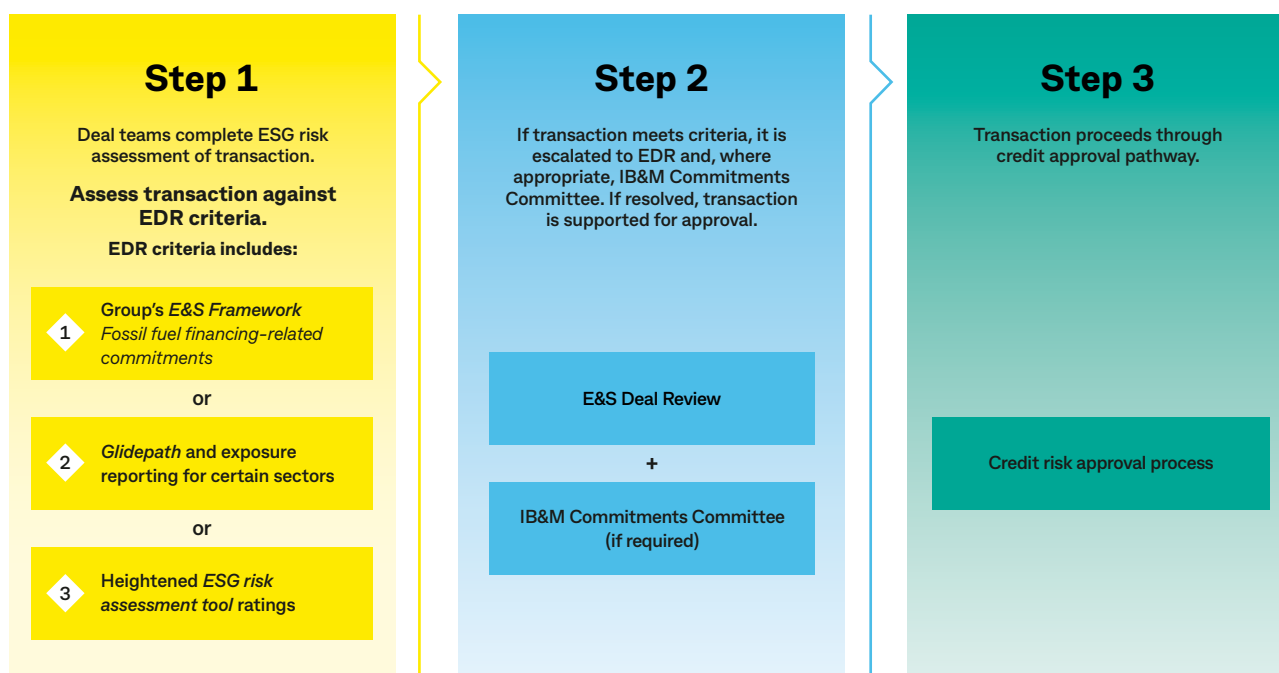 Step 1
Deal teams complete ESG risk
assessment of transaction.
Assess transaction against
EDR criteria.
EDR criteria includes:
1
Group's E&S Framework
Fossil fuel financing-related
commitments
or
2
Glidepath and exposure
reporting for certain sectors
or
3
Heightened ESG risk
assessment tool ratings
Step 2
If transaction meets criteria, it is
escalated to EDR and, where
appropriate, IB&M Commitments
Committee. If resolved, transaction
is supported for approval.
E&S Deal Review
+
IB&M Commitments Committee
(if required)
Step 3
Transaction proceeds through
credit approval pathway.
Credit risk approval process